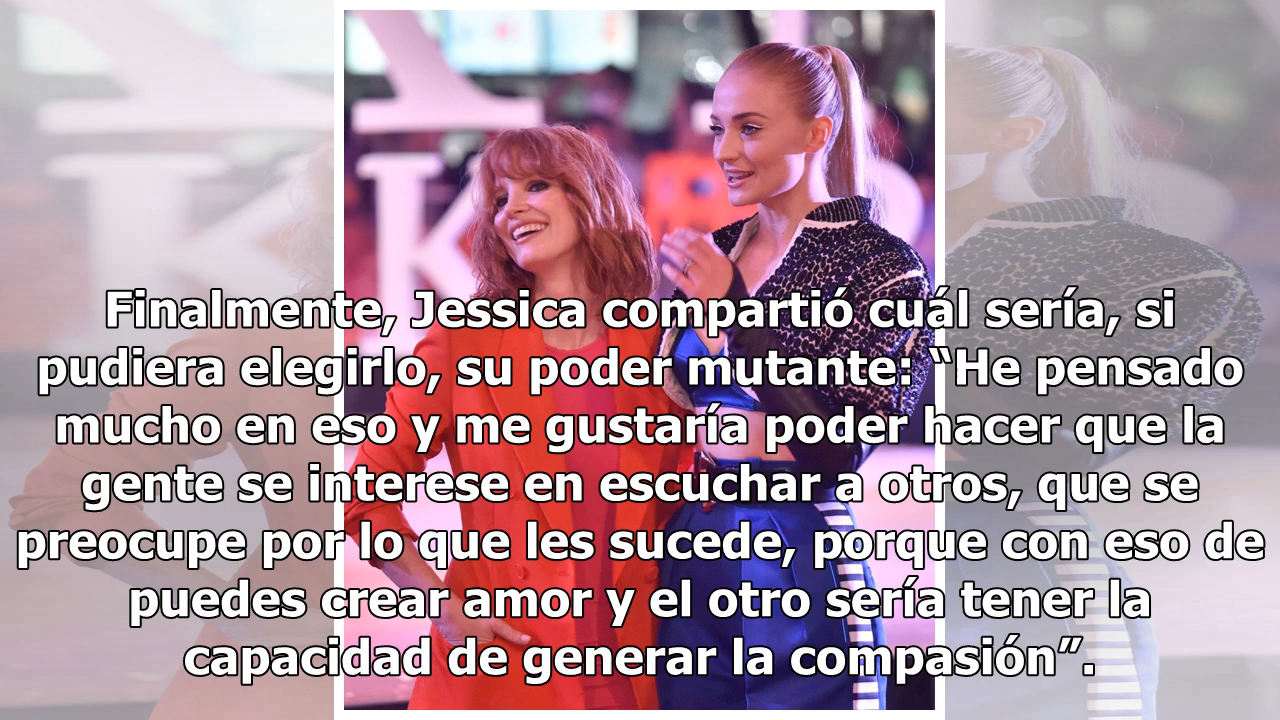 Finalmente, Jessica compartió cuál sería, si
pudiera elegirlo, su poder mutante: “He pensado
mucho en eso y me gustaría poder hacer que la
gente se interese en escuchar a otros, que se
preocupe por lo que les sucede, porque con eso de
puedes crear amor y el otro sería tener la
capacidad de generar la compasión”.